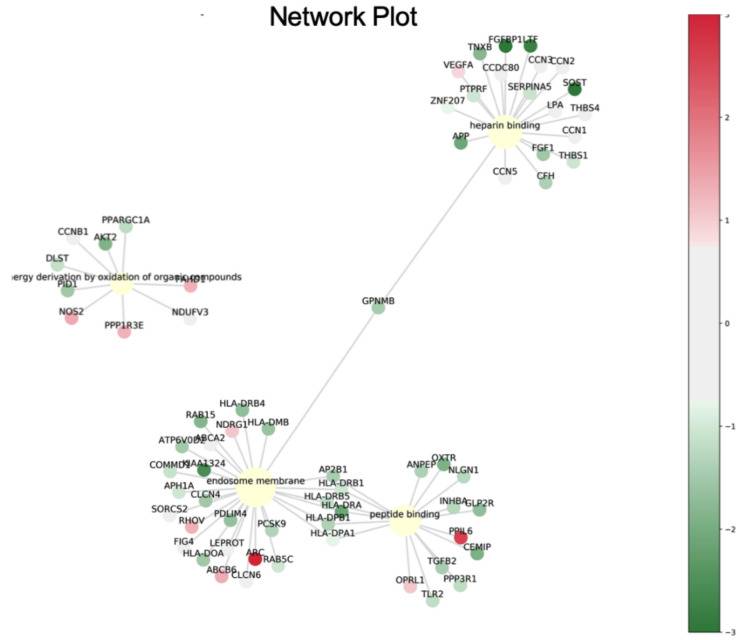 Network Plot
FGFBP1
LTF
TNXB
CCN3
CCN2
VEGFA
CCDC80
SOST
PTPRF
SERPINA5
ZNF207
LPA
THBS4
heparin binding
CCN1
APP
FGF1
THBS1
CCN5
CFH
PPARGC1A
CCNB1
AKT2
DLST
ergy derivation by oxidation of organic compounds
PID1
NOS2
PPP1R3E
NDUFV3
GPNMB
HLA-DRB4
RAB15
NDRG1
HLA-DMB
ATP6V0D2
ABCA2
COMMD1
KIAA1324
AP2B1
endosome membrane
HLA-DRB1
APH1A
CLCN4
HLA-DRB5
SORCS2
HLA-DRA
RHOV
PDLIM4
PCSK9
HLA-DPB1
FIG4
LEPROT
HLA-DPA1
HLA-DOA
ARC
RAB5C
ABCB6
CLCN6
OXTR
ANPEP
NLGN1
INHBA
GLP2R
peptide binding
PPIL6
CEMIP
TGFB2
OPRL1
PPP3R1
TLR2
3
2
1
0
−1
−2
−3